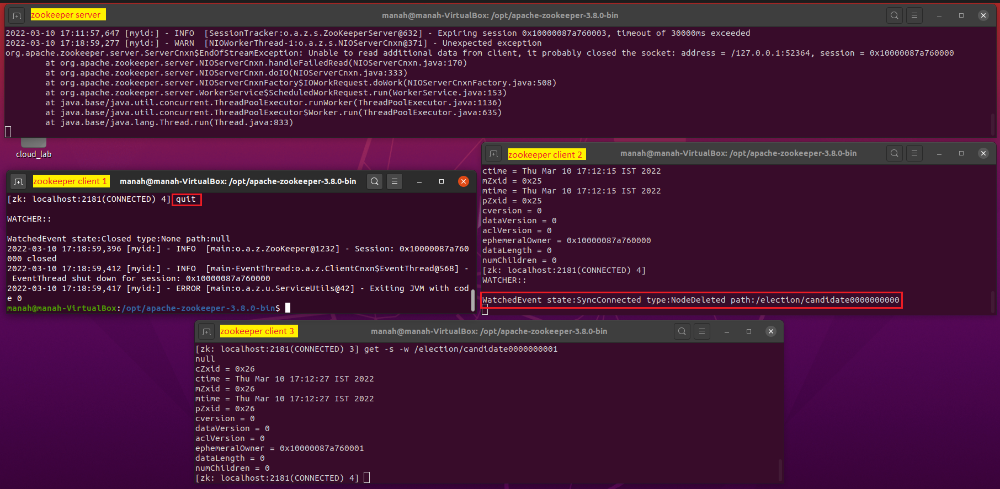 zookeeper server
manah@manah-VirtualBox: /opt/apache-zookeeper-3.8.0-bin
2022-03-10 17:11:57,647 [myid:] - INFO  [SessionTracker:o.a.z.s.ZooKeeperServer@632] - Expiring session 0x10000087a760003, timeout of 30000ms exceeded
2022-03-10 17:18:59,277 [myid:] - WARN  [NIOWorkerThread-1:o.a.z.s.NIOServerCnxn@371] - Unexpected exception
org.apache.zookeeper.server.ServerCnxn$EndOfStreamException: Unable to read additional data from client, it probably closed the socket: address = /127.0.0.1:52364, session = 0x10000087a760000
at org.apache.zookeeper.server.NIOServerCnxn.handleFailedRead(NIOServerCnxn.java:170)
at org.apache.zookeeper.server.NIOServerCnxn.doIO(NIOServerCnxn.java:333)
at org.apache.zookeeper.server.NIOServerCnxnFactory$IOWorkRequest.doWork(NIOServerCnxnFactory.java:508)
at org.apache.zookeeper.server.WorkerService$ScheduledWorkRequest.run(WorkerService.java:153)
at java.base/java.util.concurrent.ThreadPoolExecutor.runWorker(ThreadPoolExecutor.java:1136)
at java.base/java.util.concurrent.ThreadPoolExecutor$Worker.run(ThreadPoolExecutor.java:635)
at java.base/java.lang.Thread.run(Thread.java:833)
cloud_lab
zookeeper client 1
manah@manah-VirtualBox: /opt/apache-zookeeper-3.8.0-bin
[zk: localhost:2181(CONNECTED) 4] quit
WATCHER::
WatchedEvent state:Closed type:None path:null
2022-03-10 17:18:59,396 [myid:] - INFO  [main:o.a.z.ZooKeeper@1232] - Session: 0x10000087a760
000 closed
2022-03-10 17:18:59,412 [myid:] - INFO  [main-EventThread:o.a.z.ClientCnxn$EventThread@568] -
EventThread shut down for session: 0x10000087a760000
2022-03-10 17:18:59,417 [myid:] - ERROR [main:o.a.z.u.ServiceUtils@42] - Exiting JVM with cod
e 0
manah@manah-VirtualBox:/opt/apache-zookeeper-3.8.0-bin$
zookeeper client 2
manah@manah-VirtualBox: /opt/apache-zookeeper-3.8.0-bin
ctime = Thu Mar 10 17:12:15 IST 2022
mZxid = 0x25
mtime = Thu Mar 10 17:12:15 IST 2022
pZxid = 0x25
cversion = 0
dataVersion = 0
aclVersion = 0
ephemeralOwner = 0x10000087a760000
dataLength = 0
numChildren = 0
[zk: localhost:2181(CONNECTED) 4]
WATCHER::
WatchedEvent state:SyncConnected type:NodeDeleted path:/election/candidate0000000000
zookeeper client 3
manah@manah-VirtualBox: /opt/apache-zookeeper-3.8.0-bin
[zk: localhost:2181(CONNECTED) 3] get -s -w /election/candidate0000000001
null
cZxid = 0x26
ctime = Thu Mar 10 17:12:27 IST 2022
mZxid = 0x26
mtime = Thu Mar 10 17:12:27 IST 2022
pZxid = 0x26
cversion = 0
dataVersion = 0
aclVersion = 0
ephemeralOwner = 0x10000087a760001
dataLength = 0
numChildren = 0
[zk: localhost:2181(CONNECTED) 4]